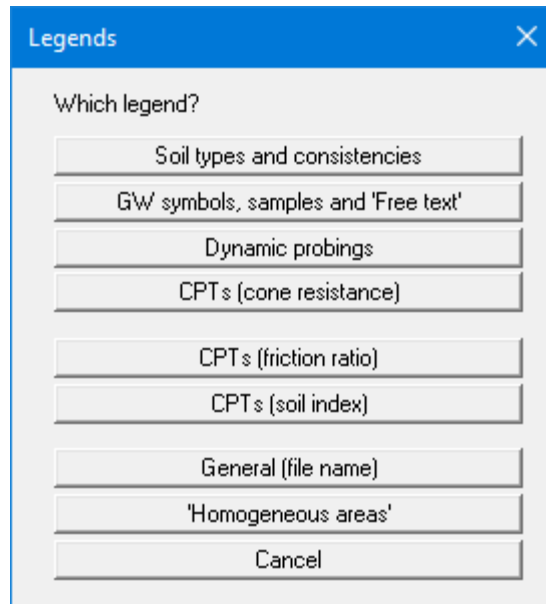 Legends
Which legend?
Soil types and consistencies
GW symbols, samples and 'Free text'
Dynamic probings
CPTs (cone resistance)
CPTs (friction ratio)
CPTs (soil index)
General (file name)
'Homogeneous areas'
Cancel